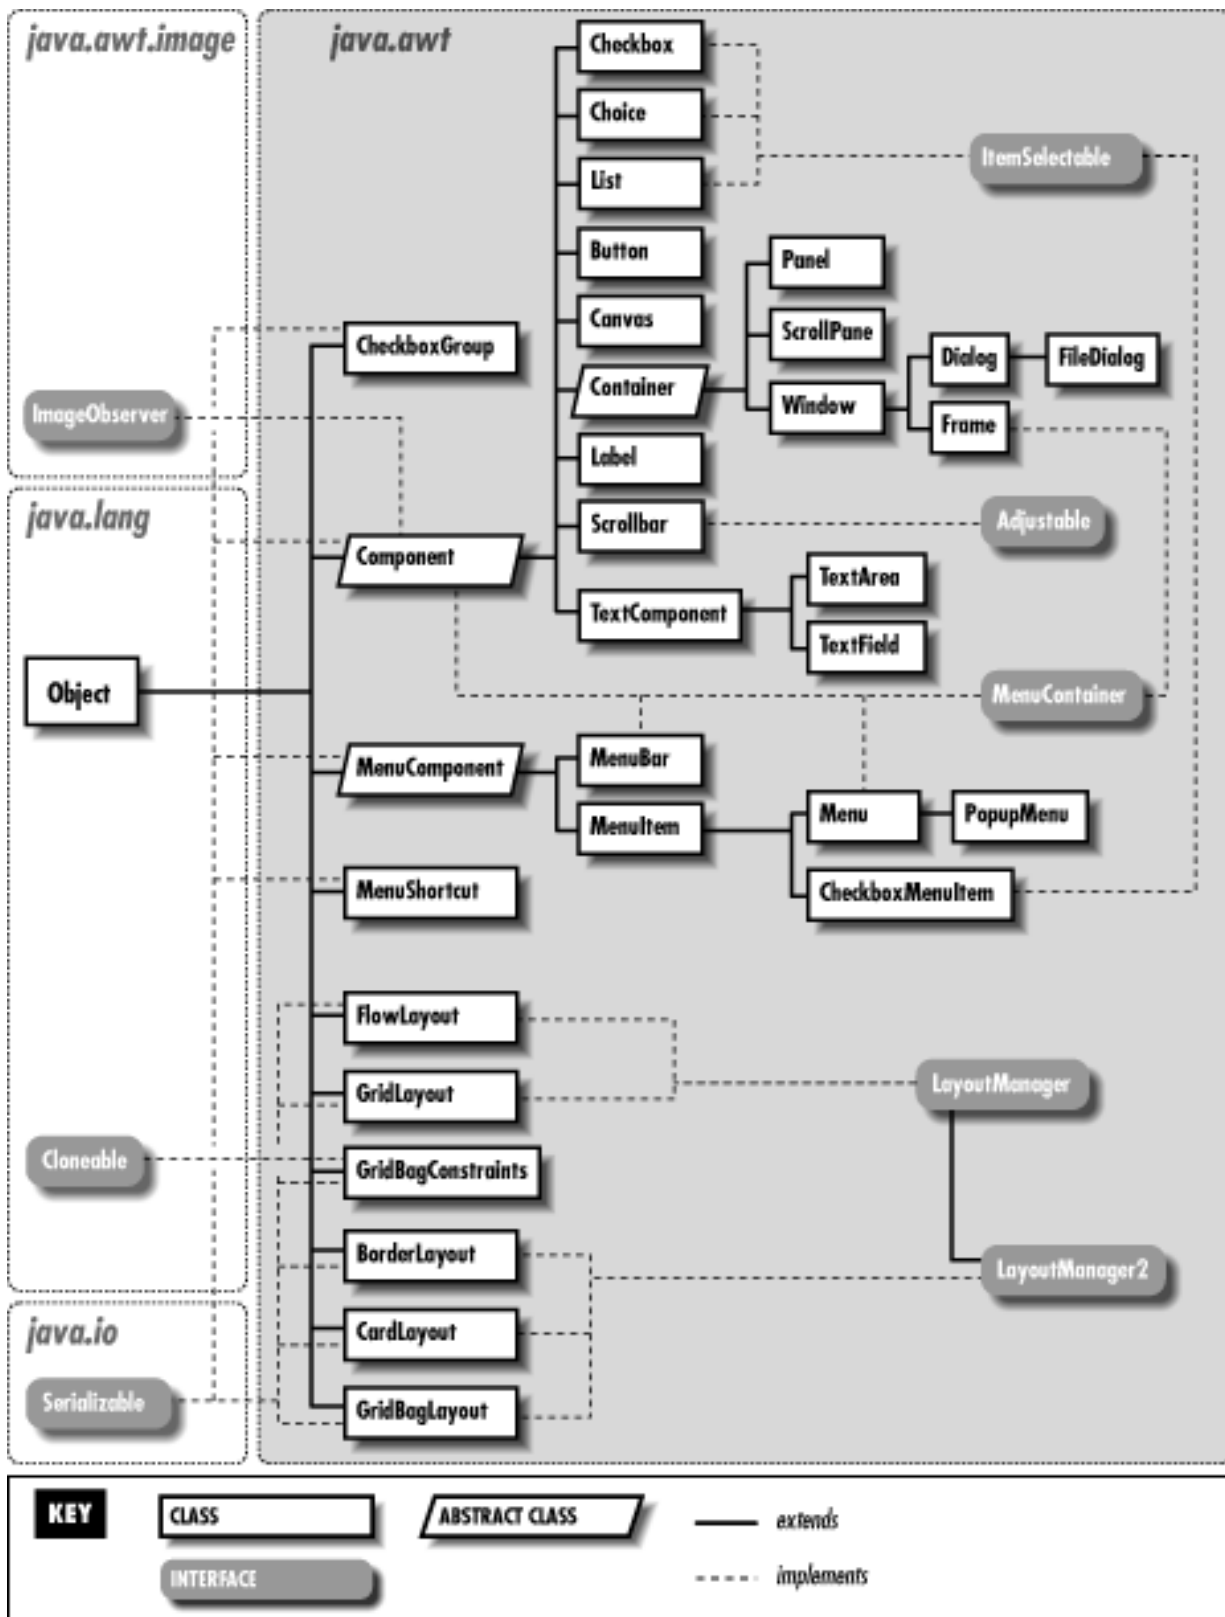 java.awt.image
java.awt
Checkbox
Choice
ItemSelectable
List
Button
Panel
Canvas
ScrollPane
CheckboxGroup
Dialog
FileDialog
Container
Window
ImageObserver
Frame
Label
java.lang
Scrollbar
Adjustable
Component
TextArea
TextComponent
TextField
Object
MenuContainer
MenuComponent
MenuBar
MenuItem
Menu
PopupMenu
MenuShortcut
CheckboxMenuItem
FlowLayout
LayoutManager
GridLayout
Cloneable
GridBagConstraints
BorderLayout
LayoutManager2
java.io
CardLayout
Serializable
GridBagLayout
KEY
CLASS
ABSTRACT CLASS
extends
INTERFACE
implements